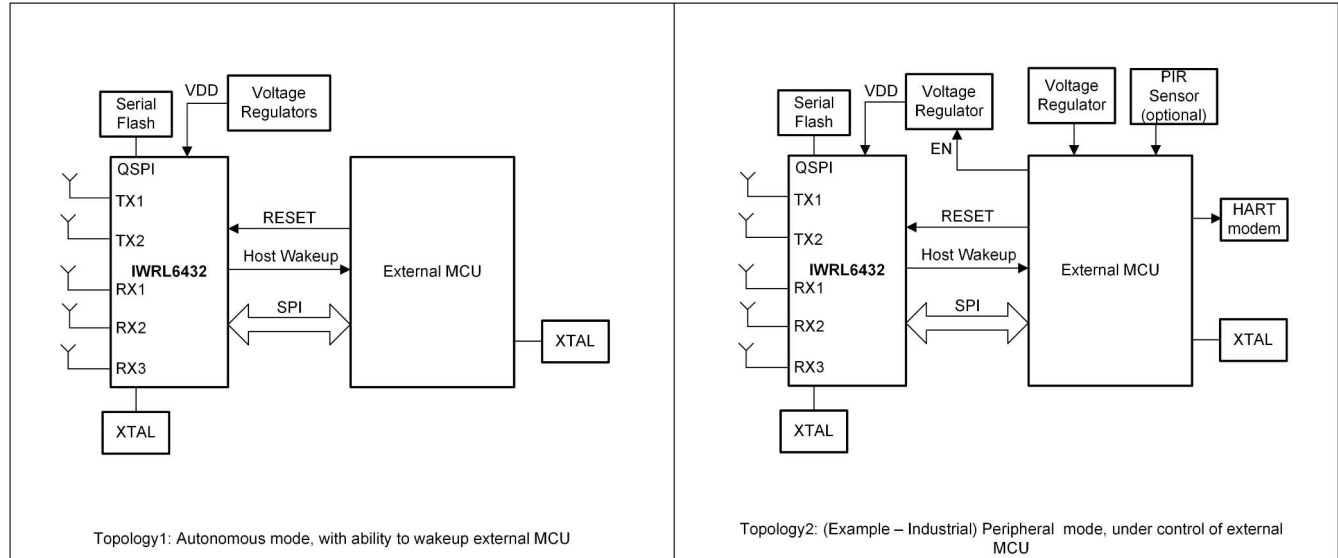 VDD
Voltage
Regulators
Serial
Flash
QSPI
TX1
TX2
IWRL6432
RX1
RX2
RX3
RESET
Host Wakeup
SPI
External MCU
XTAL
XTAL
Topology1: Autonomous mode, with ability to wakeup external MCU
VDD
Voltage
Regulator
Voltage
Regulator
PIR
Sensor
(optional)
Serial
Flash
EN
QSPI
TX1
TX2
IWRL6432
RX1
RX2
RX3
RESET
Host Wakeup
SPI
External MCU
HART
modem
XTAL
XTAL
Topology2: (Example – Industrial) Peripheral mode, under control of external
MCU